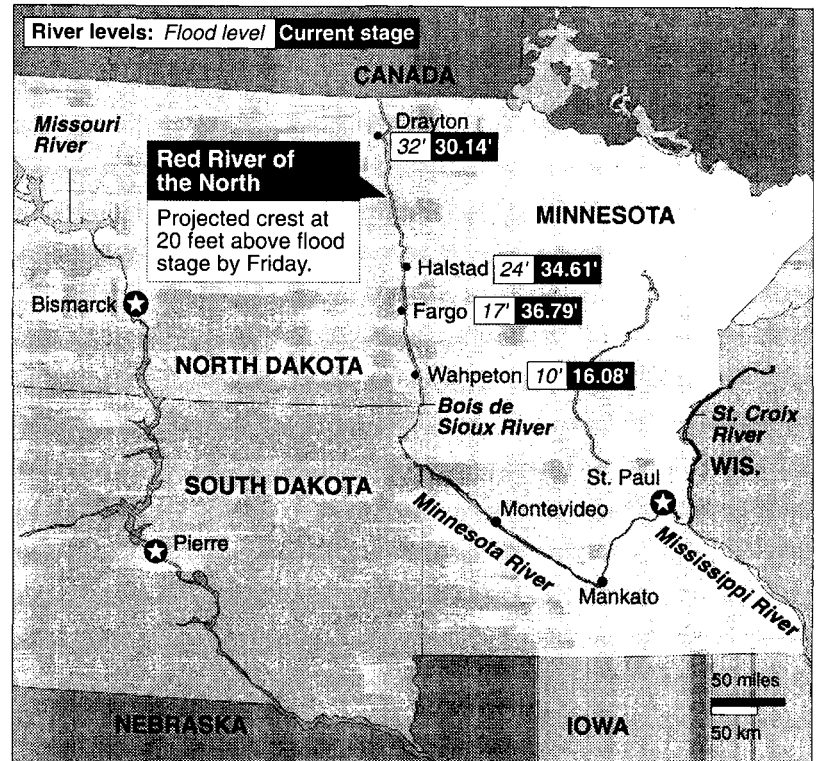 River levels: Flood level Current stage
CANADA
Missouri
River
Drayton
32' 30.14'
Red River of
the North
Projected crest at
20 feet above flood
stage by Friday.
MINNESOTA
Halstad 24' 34.61'
Bismarck
Fargo 17' 36.79'
NORTH DAKOTA
Wahpeton 10' 16.08'
Bois de
Sioux River
St. Croix
River
WIS.
SOUTH DAKOTA
St. Paul
Montevideo
Minnesota River
Pierre
Mississippi River
Mankato
50 miles
50 km
NEBRASKA
IOWA